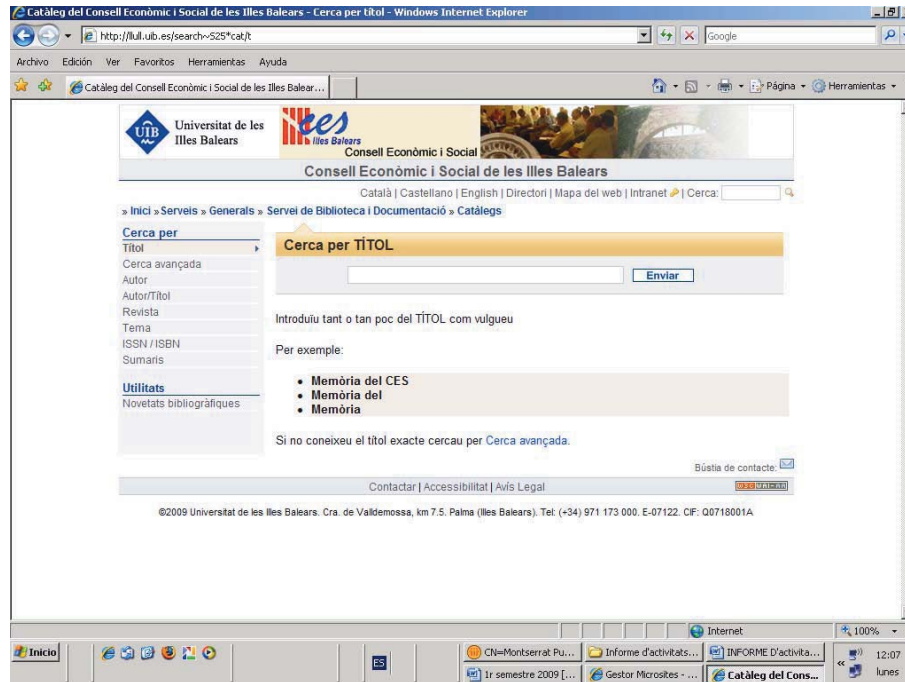 Catàleg del Consell Econòmic i Social de les Illes Balears - Cerca per títol - Windows Internet Explorer
http://llull.uib.es/search~S25*cat/t
Google
Archivo Edición Ver Favoritos Herramientas Ayuda
Catàleg del Consell Econòmic i Social de les Illes Balear...
Página Herramientas
UIB
Universitat de les
Illes Balears
ces
Illes Balears
Consell Econòmic i Social
Consell Econòmic i Social de les Illes Balears
Català | Castellano | English | Directori | Mapa del web | Intranet | Cerca:
» Inici » Serveis » Generals » Servei de Biblioteca i Documentació » Catàlegs
Cerca per
Títol
Cerca avançada
Autor
Autor/Títol
Revista
Tema
ISSN / ISBN
Sumaris
Utilitats
Novetats bibliogràfiques
Cerca per TÍTOL
Enviar
Introduïu tant o tan poc del TÍTOL com vulgueu
Per exemple:
• Memòria del CES
• Memòria del
• Memòria
Si no coneixeu el títol exacte cercau per Cerca avançada.
Bústia de contacte:
Contactar | Accessibilitat | Avís Legal
©2009 Universitat de les Illes Balears. Cra. de Valldemossa, km 7.5. Palma (Illes Balears). Tel: (+34) 971 173 000. E-07122. CIF: Q0718001A
Internet 100%
Inicio
ES
CN=Montserrat Pu... Informe d'activitats... INFORME D'activita... 12:07
1r semestre 2009 [... Gestor Microsites - ... Catàleg del Cons... lunes